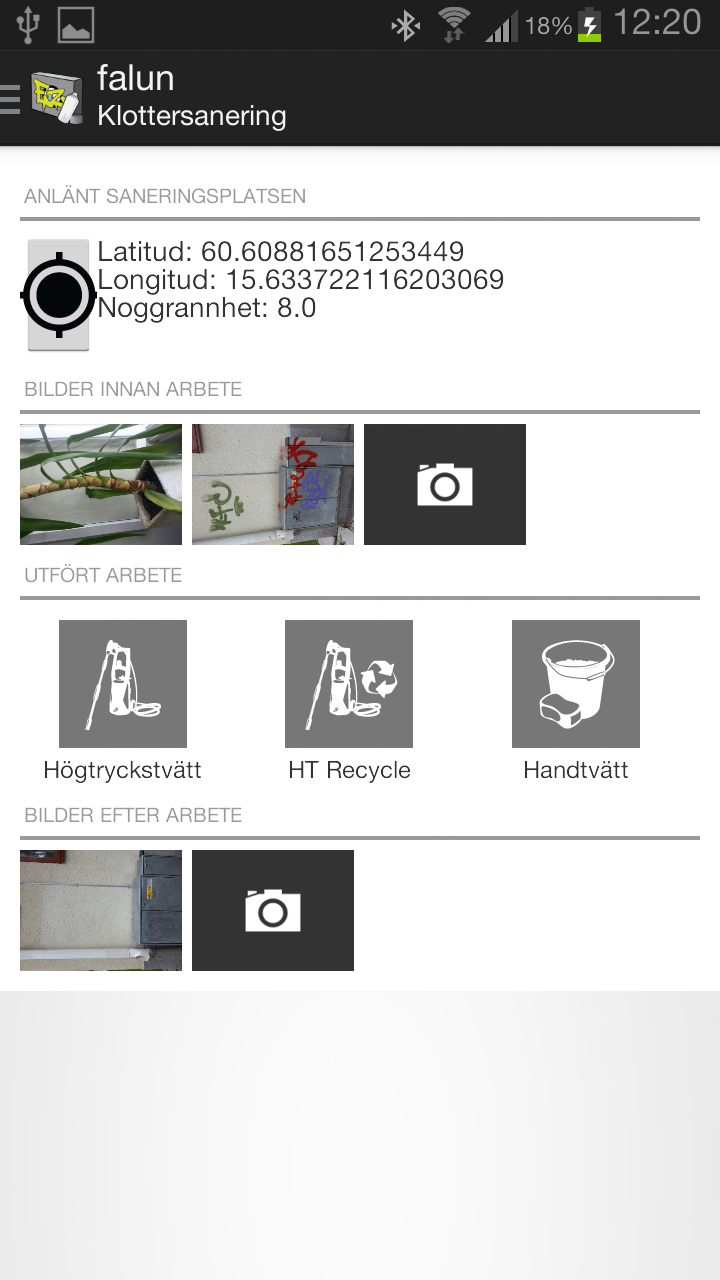 18% 12:20
falun
Klottersanering
ANLÄNT SANERINGSPLATSEN
Latitud: 60.60881651253449
Longitud: 15.633722116203069
Noggrannhet: 8.0
BILDER INNAN ARBETE
UTFÖRT ARBETE
Högtryckstvätt
HT Recycle
Handtvätt
BILDER EFTER ARBETE